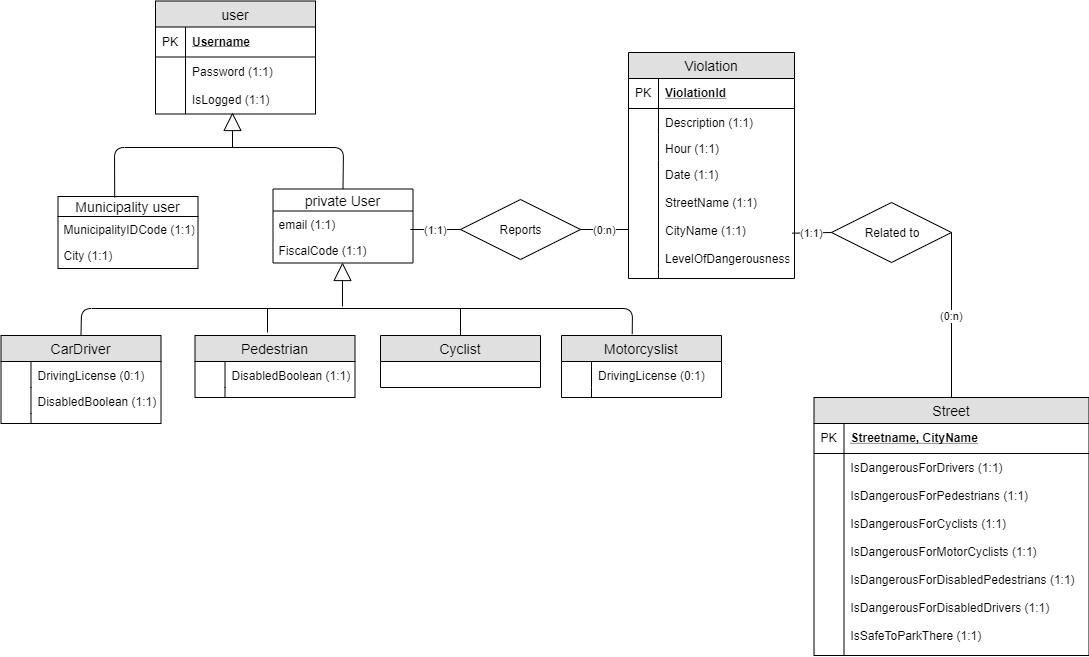 user
PK Username
Password (1:1)
IsLogged (1:1)
Municipality user
MunicipalityIDCode (1:1)
City (1:1)
private User
email (1:1)
FiscalCode (1:1)
(1:1)
Reports
(0:n)
Violation
PK ViolationId
Description (1:1)
Hour (1:1)
Date (1:1)
StreetName (1:1)
CityName (1:1)
LevelOfDangerousness
(1:1)
Related to
(0:n)
CarDriver
DrivingLicense (0:1)
DisabledBoolean (1:1)
Pedestrian
DisabledBoolean (1:1)
Cyclist
Motorcyslist
DrivingLicense (0:1)
Street
PK Streetname, CityName
IsDangerousForDrivers (1:1)
IsDangerousForPedestrians (1:1)
IsDangerousForCyclists (1:1)
IsDangerousForMotorCyclists (1:1)
IsDangerousForDisabledPedestrians (1:1)
IsDangerousForDisabledDrivers (1:1)
IsSafeToParkThere (1:1)